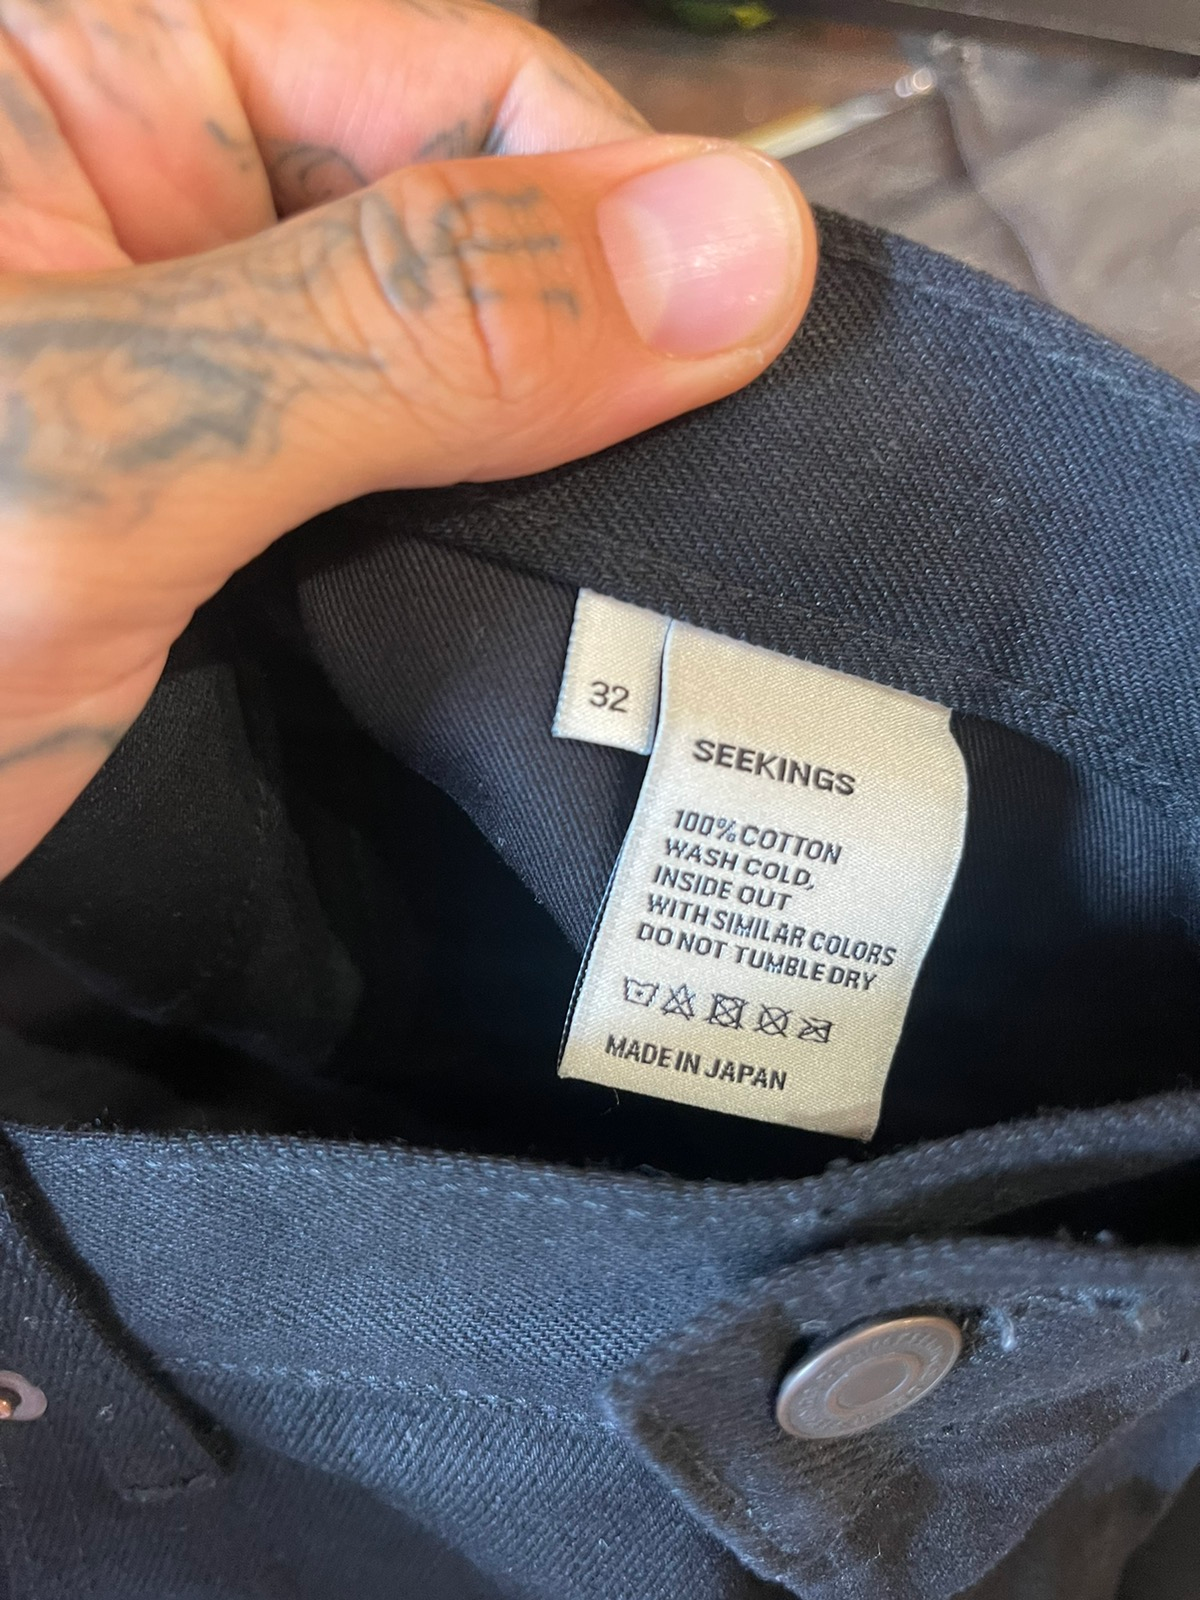 32
SEEKINGS
100% COTTON
WASH COLD,
INSIDE OUT
WITH SIMILAR COLORS
DO NOT TUMBLE DRY
MADE IN JAPAN